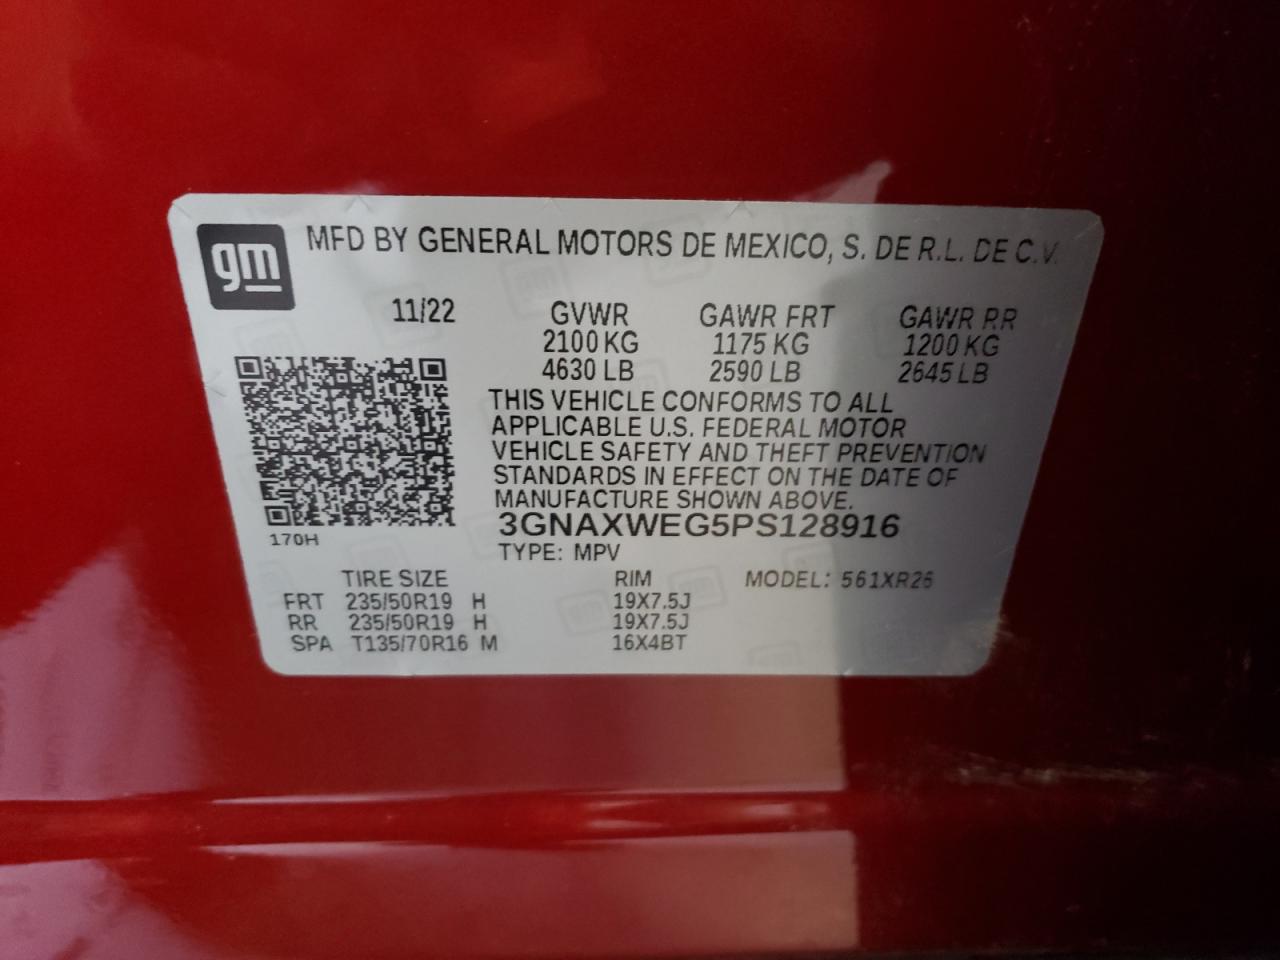 gm
MFD BY GENERAL MOTORS DE MEXICO, S. DE R.L. DE C.V.
11/22 GVWR GAWR FRT GAWR RR
2100 KG 1175 KG 1200 KG
4630 LB 2590 LB 2645 LB
THIS VEHICLE CONFORMS TO ALL
APPLICABLE U.S. FEDERAL MOTOR
VEHICLE SAFETY AND THEFT PREVENTION
STANDARDS IN EFFECT ON THE DATE OF
MANUFACTURE SHOWN ABOVE.
3GNAXWEG5PS128916
170H
TYPE: MPV
TIRE SIZE RIM MODEL: 561XR26
FRT 235/50R19 H 19X7.5J
RR 235/50R19 H 19X7.5J
SPA T135/70R16 M 16X4BT